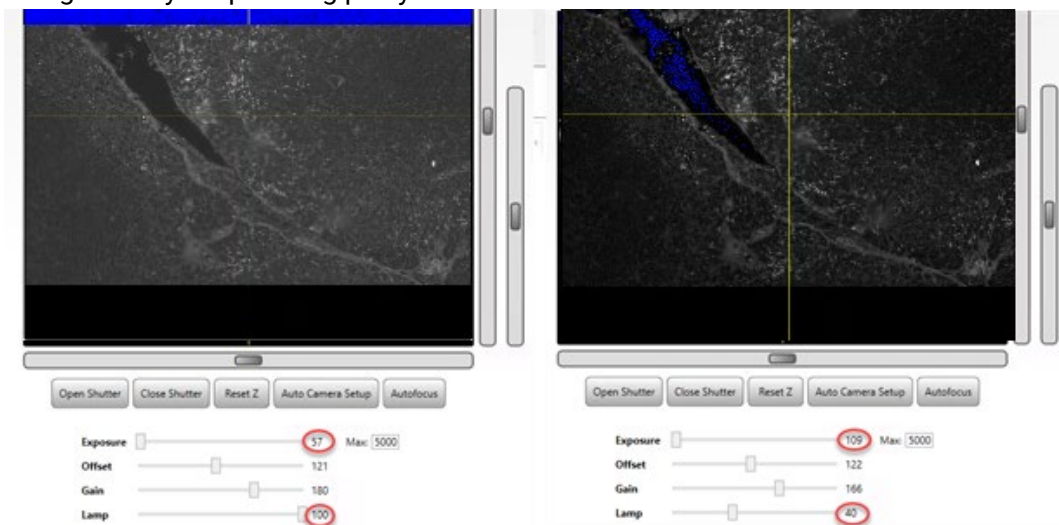 Open Shutter Close Shutter Reset Z Auto Camera Setup Autofocus
Exposure 57 Max: 5000
Offset 121
Gain 180
Lamp 100
Open Shutter Close Shutter Reset Z Auto Camera Setup Autofocus
Exposure 109 Max: 5000
Offset 122
Gain 166
Lamp 40